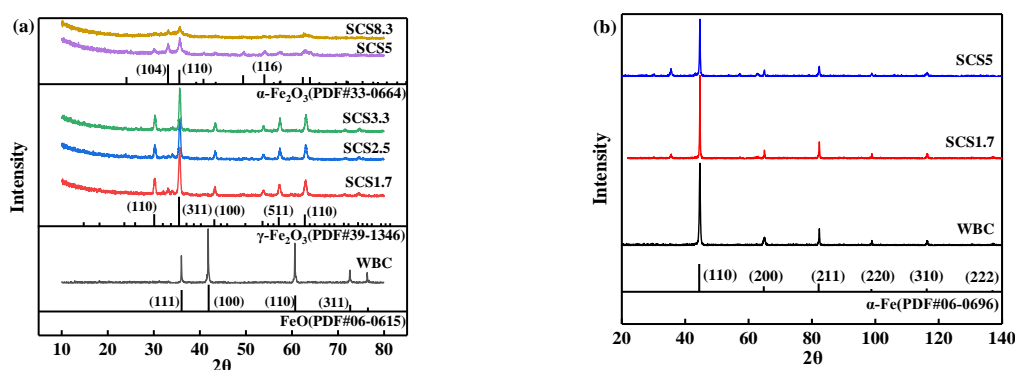 (a)
SCS8.3
SCS5
(104)
(110)
(116)
α-Fe₂O₃(PDF#33-0664)
SCS3.3
SCS2.5
SCS1.7
(110)
(311)
(100)
(511)
(110)
γ-Fe₂O₃(PDF#39-1346)
WBC
(111)
(100)
(110)
(311)
FeO(PDF#06-0615)
10 20 30 40 50 60 70 80
2θ
Intensity
(b)
SCS5
SCS1.7
WBC
(110)
(200)
(211)
(220)
(310)
(222)
α-Fe(PDF#06-0696)
20 40 60 80 100 120 140
2θ
Intensity